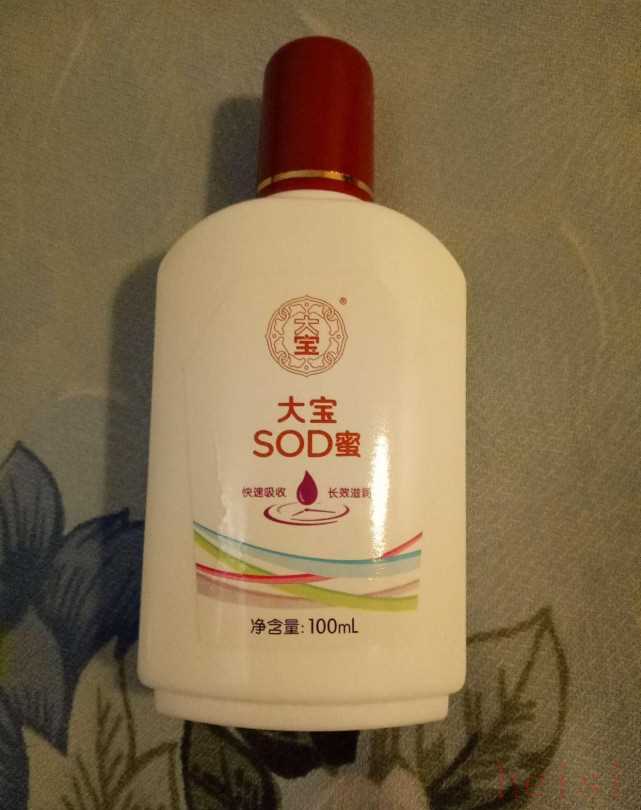 大
宝
®
大宝
SOD蜜
快速吸收 长效滋润
净含量:100mL